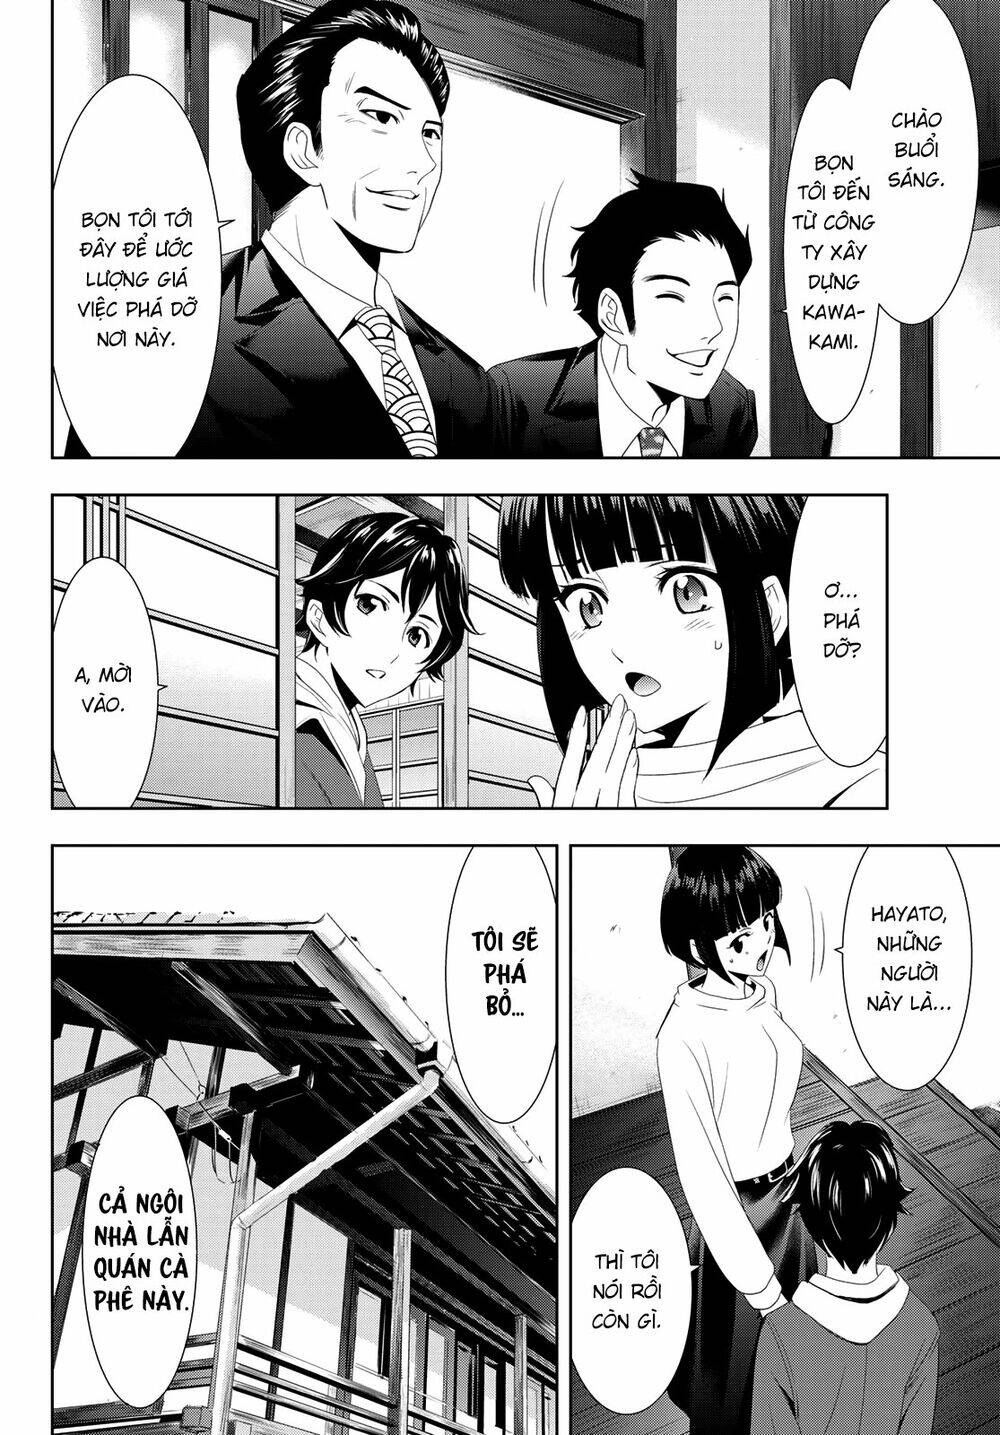 CHÀO
BUỔI
SÁNG.
BỌN
TÔI ĐẾN
TỪ CÔNG
TY XÂY
DỰNG
KAWA-
KAMI.
BỌN TÔI TỚI
ĐÂY ĐỂ ƯỚC
LƯỢNG GIÁ
VIỆC PHÁ DỠ
NƠI NÀY.
Ơ...
PHÁ
DỠ?
A, MỜI
VÀO.
HAYATO,
NHỮNG
NGƯỜI
NÀY LÀ...
THÌ TÔI
NÓI RỒI
CÒN GÌ.
TÔI SẼ
PHÁ
BỎ...
CẢ NGÔI
NHÀ LẪN
QUÁN CÀ
PHÊ NÀY.